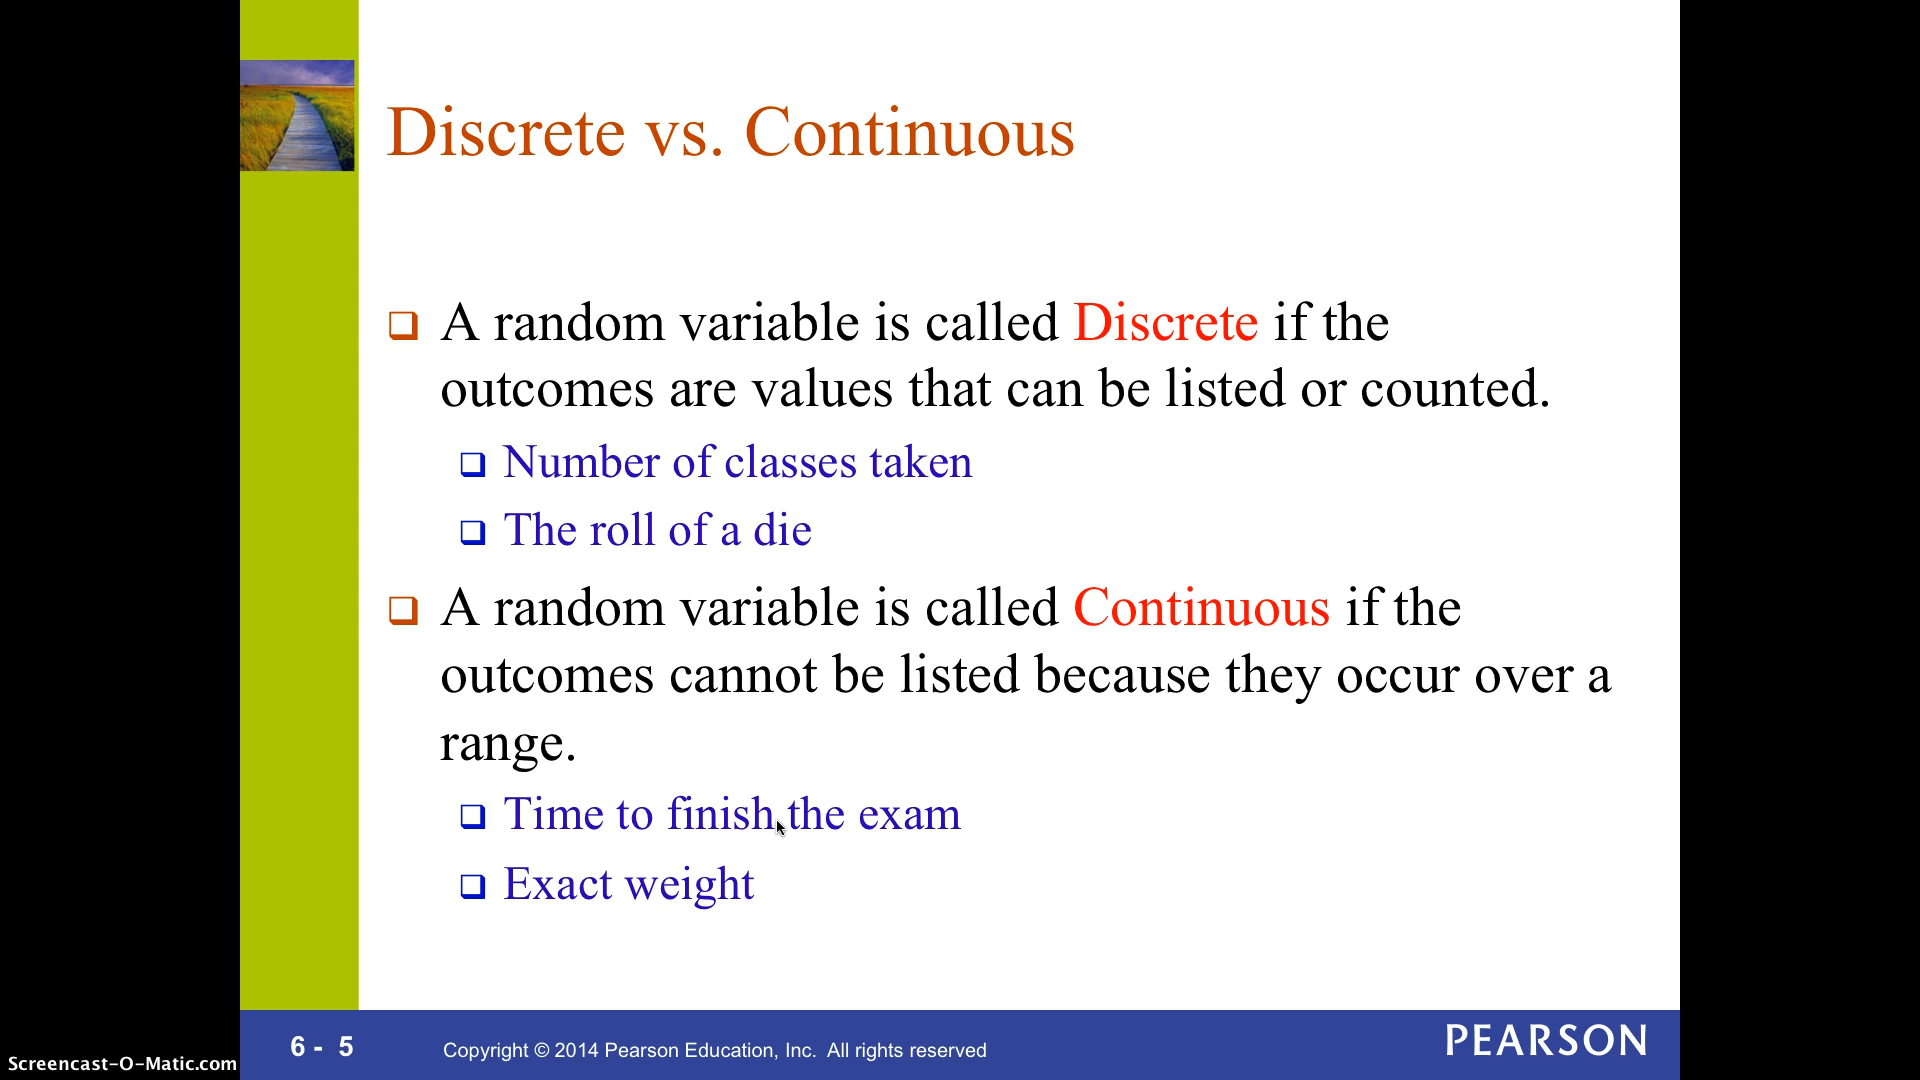 Discrete vs. Continuous
A random variable is called Discrete if the
outcomes are values that can be listed or counted.
Number of classes taken
The roll of a die
A random variable is called Continuous if the
outcomes cannot be listed because they occur over a
range.
Time to finish the exam
Exact weight
6 - 5
Copyright © 2014 Pearson Education, Inc. All rights reserved
PEARSON
Screencast-O-Matic.com